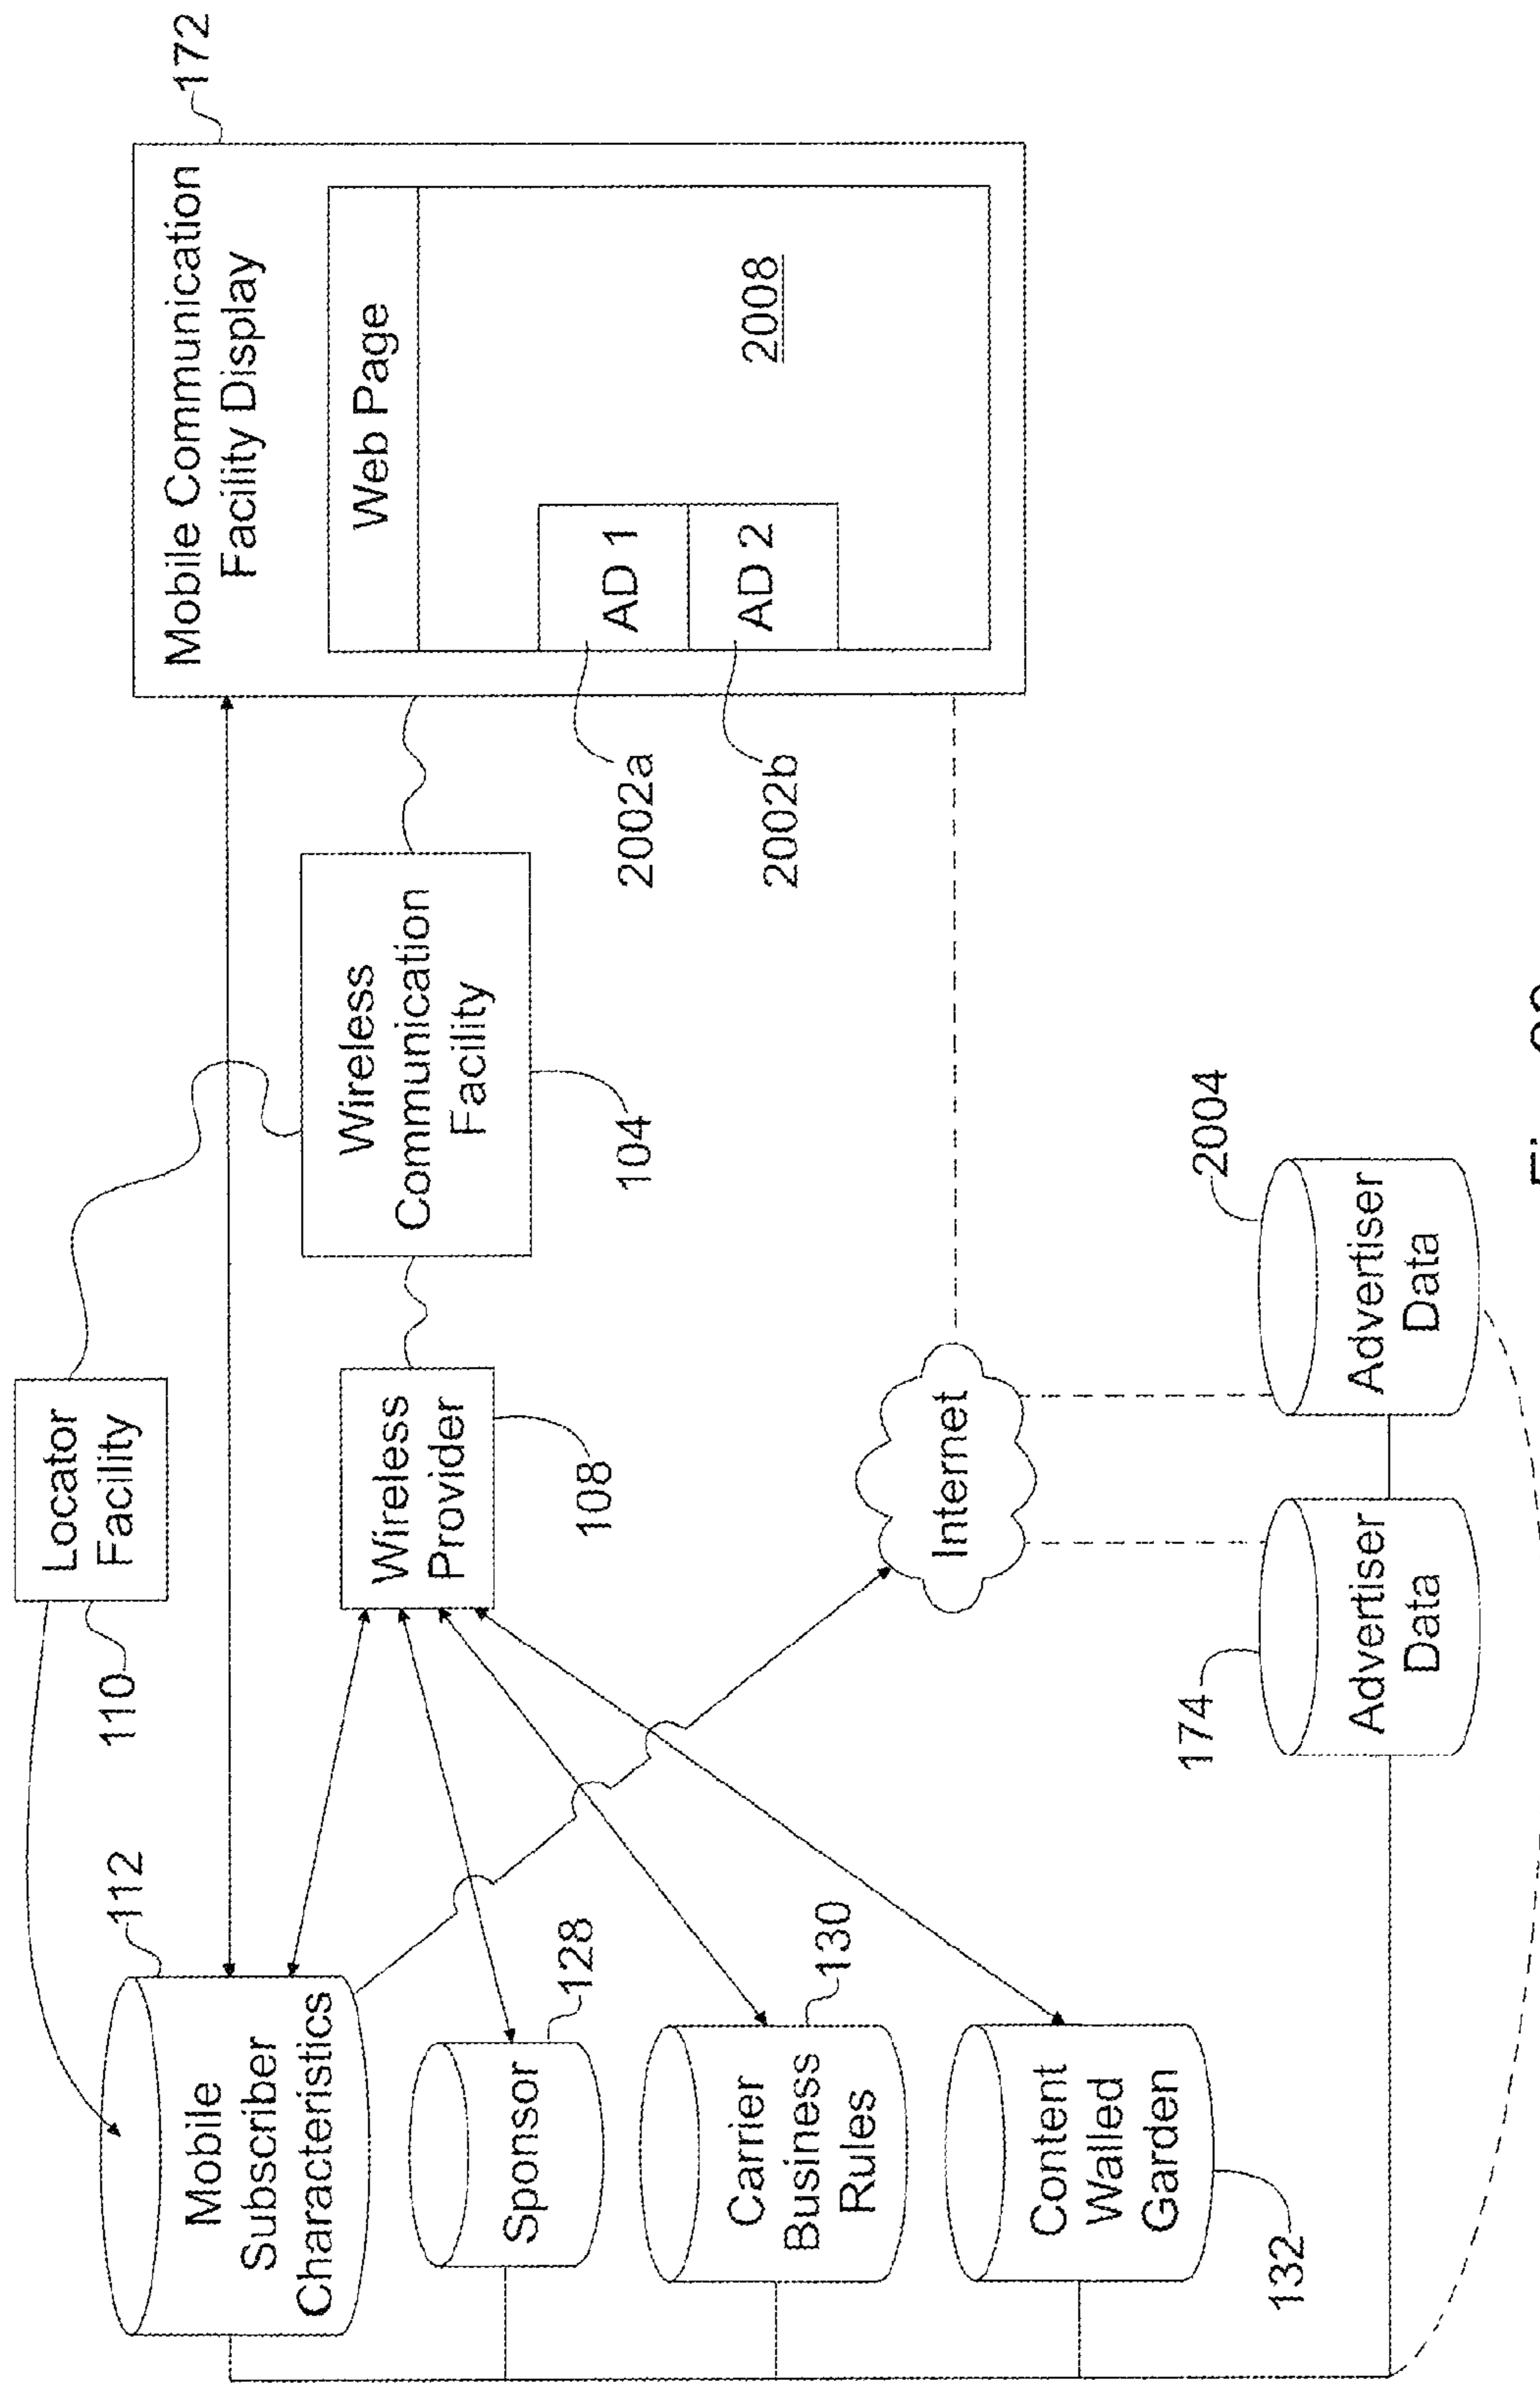 Locator
Facility
110
112
Mobile
Subscriber
Characteristics
Sponsor
128
Carrier
Business
Rules
130
Content
Walled
Garden
132
Wireless
Provider
108
Wireless
Communication
Facility
104
Mobile Communication
Facility Display
172
Web Page
AD 1
AD 2
2008
2002a
2002b
Internet
174
Advertiser
Data
2004
Advertiser
Data